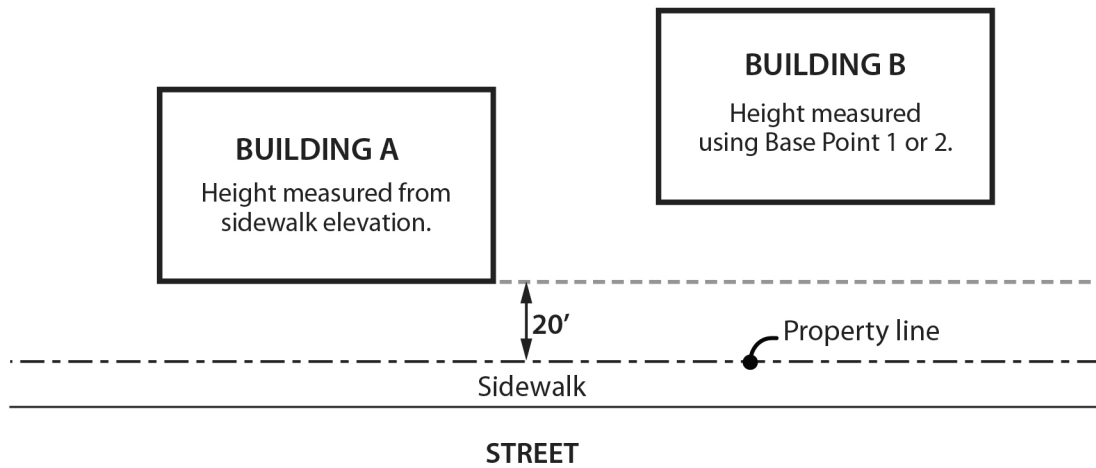 BUILDING A
Height measured from
sidewalk elevation.
BUILDING B
Height measured
using Base Point 1 or 2.
20′
Property line
Sidewalk
STREET